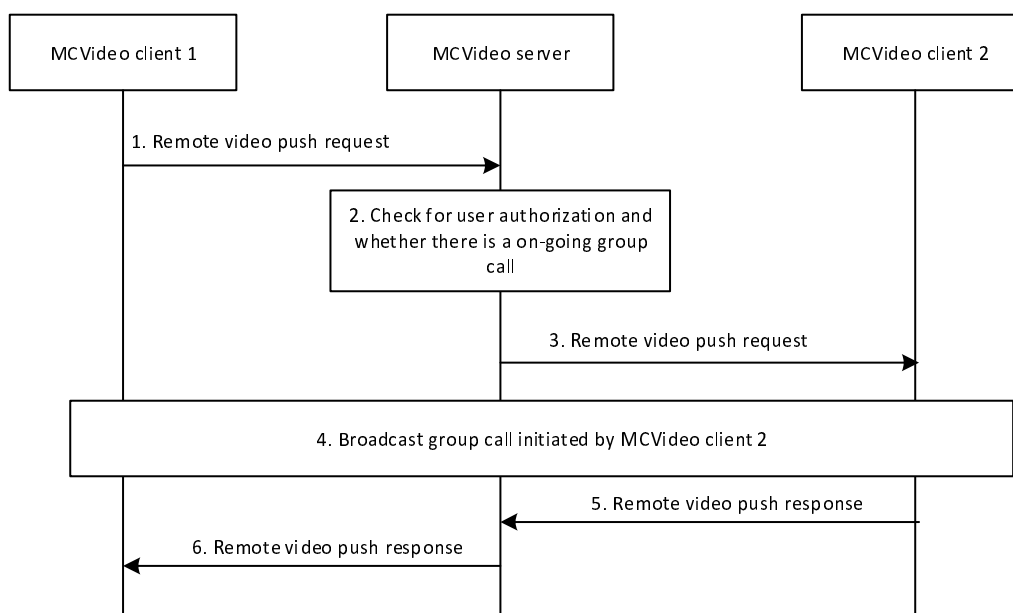 MCVideo client 1
MCVideo server
MCVideo client 2
1. Remote video push request
2. Check for user authorization and
whether there is a on-going group
call
3. Remote video push request
4. Broadcast group call initiated by MCVideo client 2
5. Remote video push response
6. Remote video push response